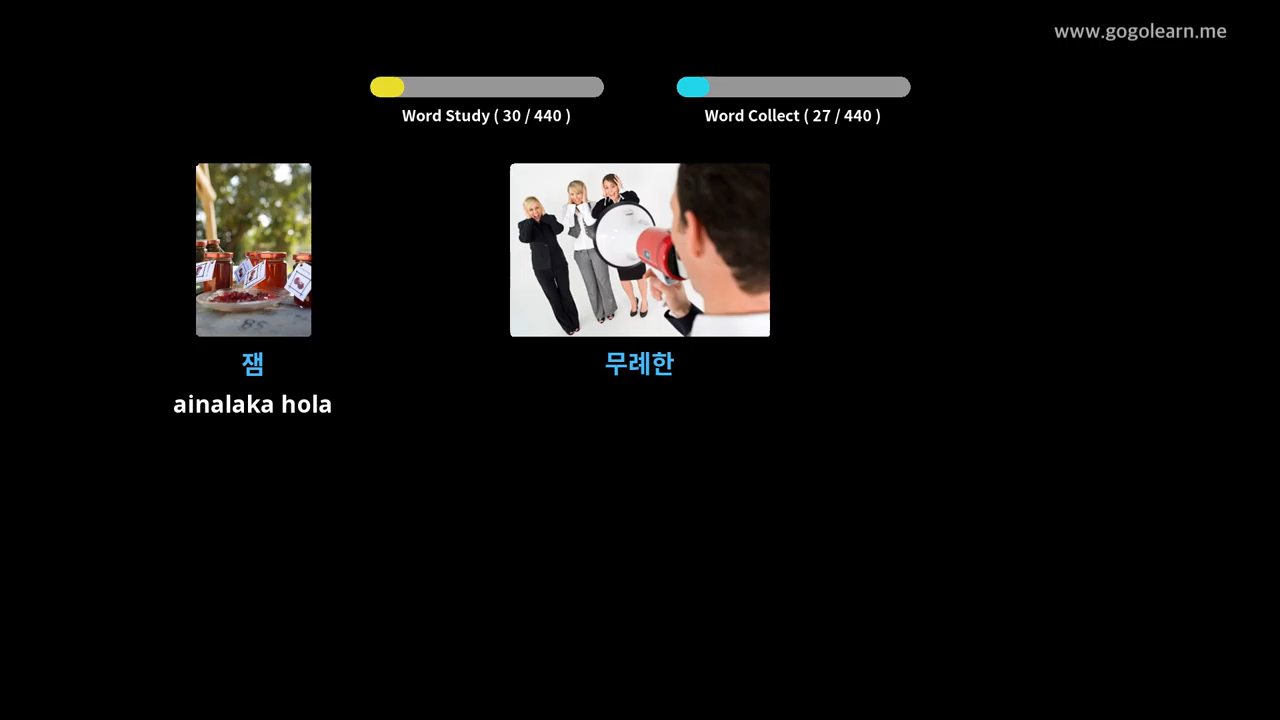 www.gogolearn.me
Word Study ( 30 / 440 )
Word Collect ( 27 / 440 )
잼
무례한
ainalaka hola